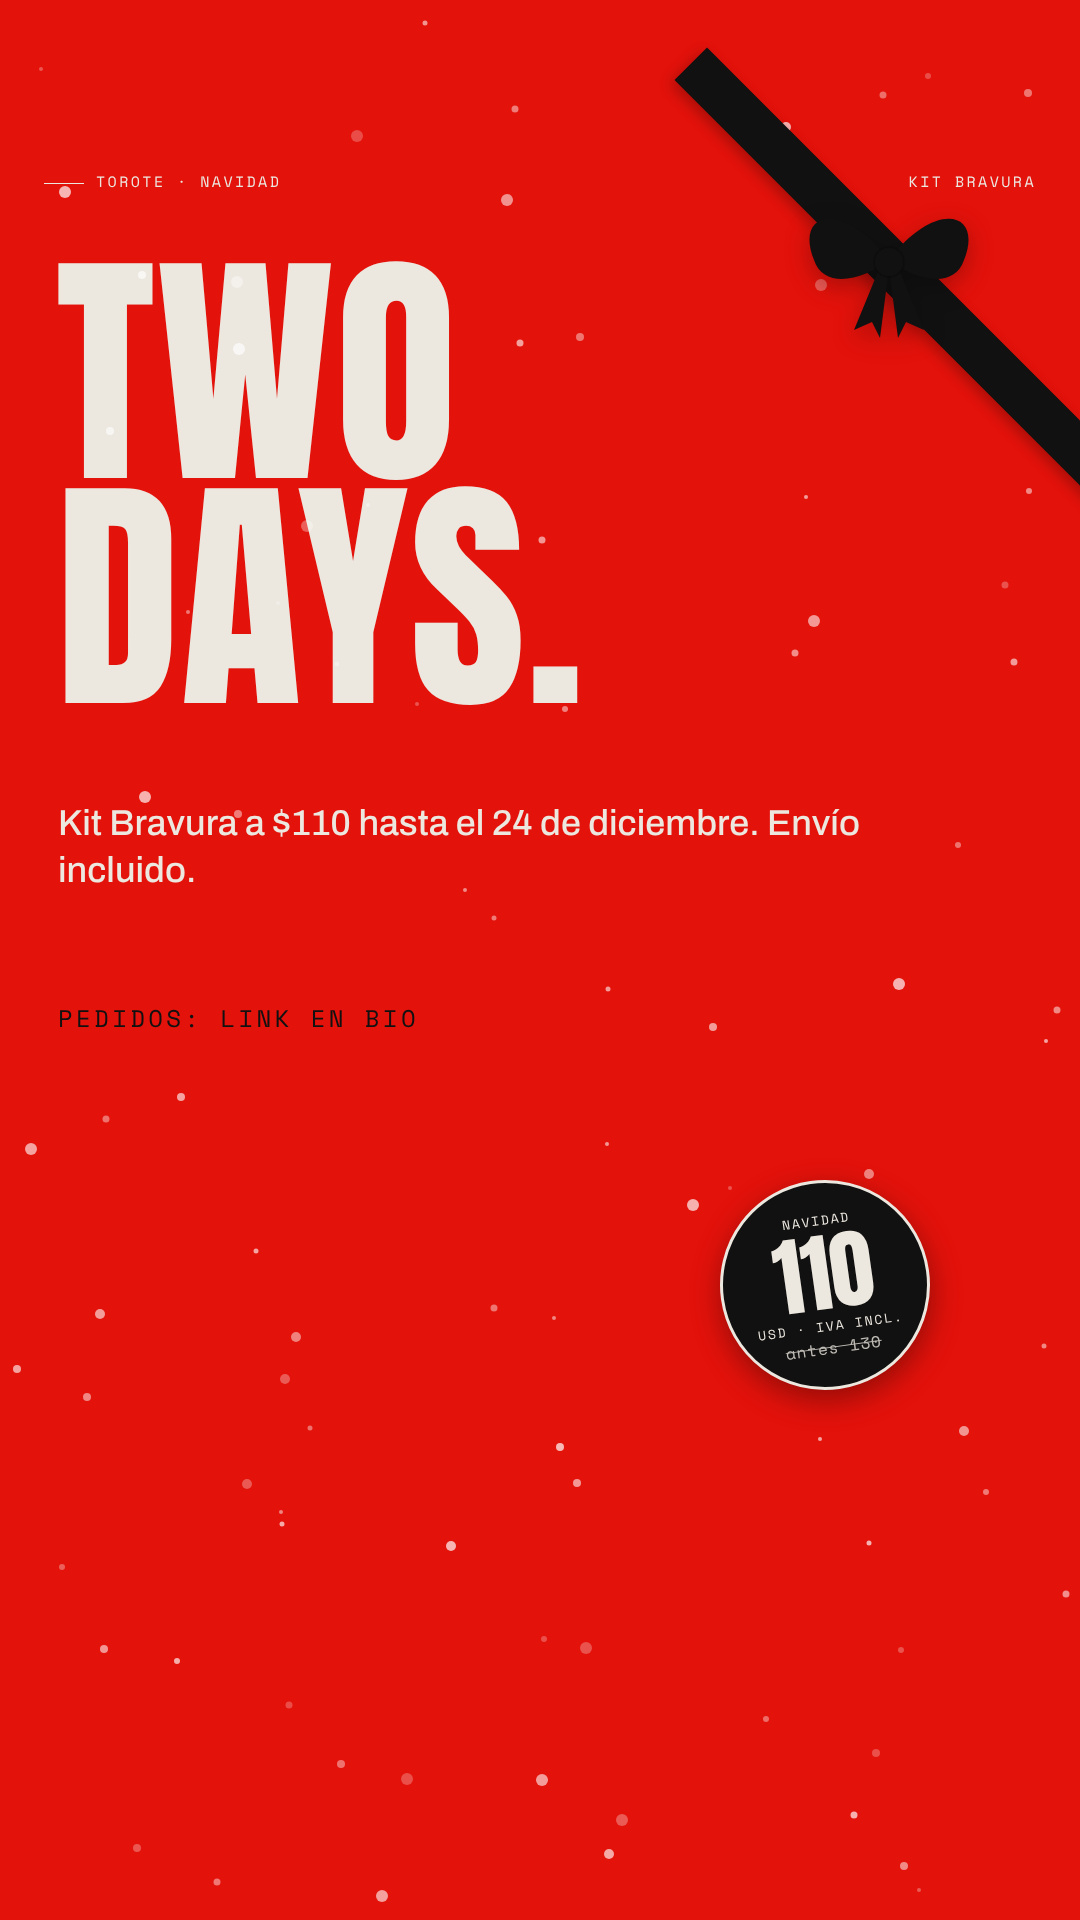 TOROTE · NAVIDAD
KIT BRAVURA
TWO
DAYS.
Kit Bravura a $110 hasta el 24 de diciembre. Envío
incluido.
PEDIDOS: LINK EN BIO
NAVIDAD
110
USD · IVA INCL.
antes 130